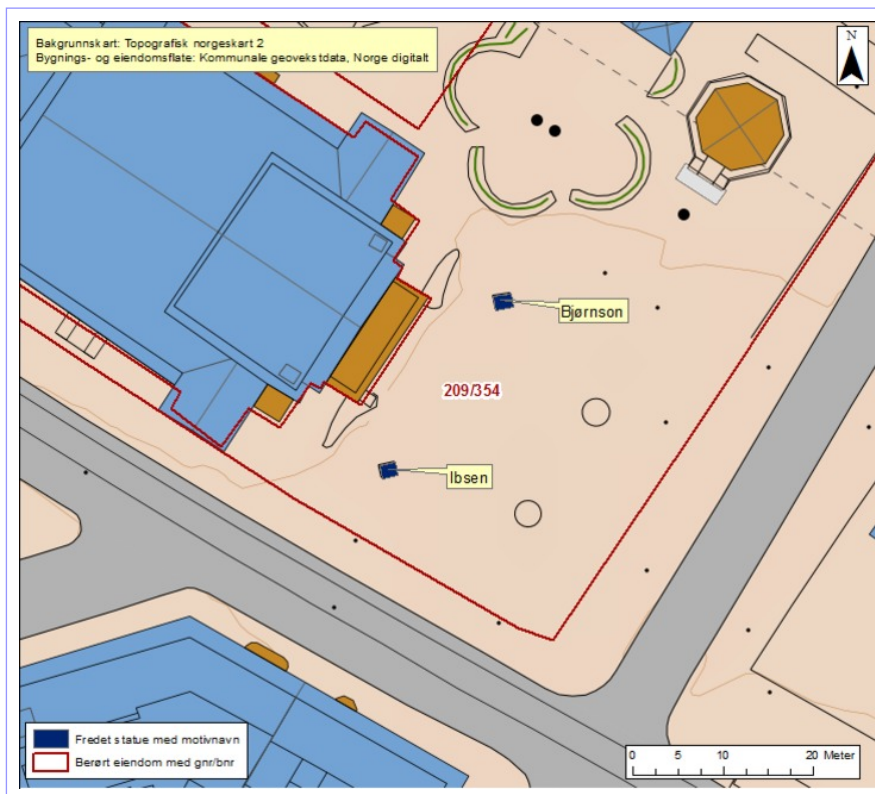 Bakgrunnskart: Topografisk norgeskart 2
Bygnings- og eiendomsflate: Kommunale geovekstdata, Norge digitalt
N
Bjørnson
209/354
Ibsen
Fredet statue med motivnavn
Berørt eiendom med gnr/bnr
0 5 10 20 Meter